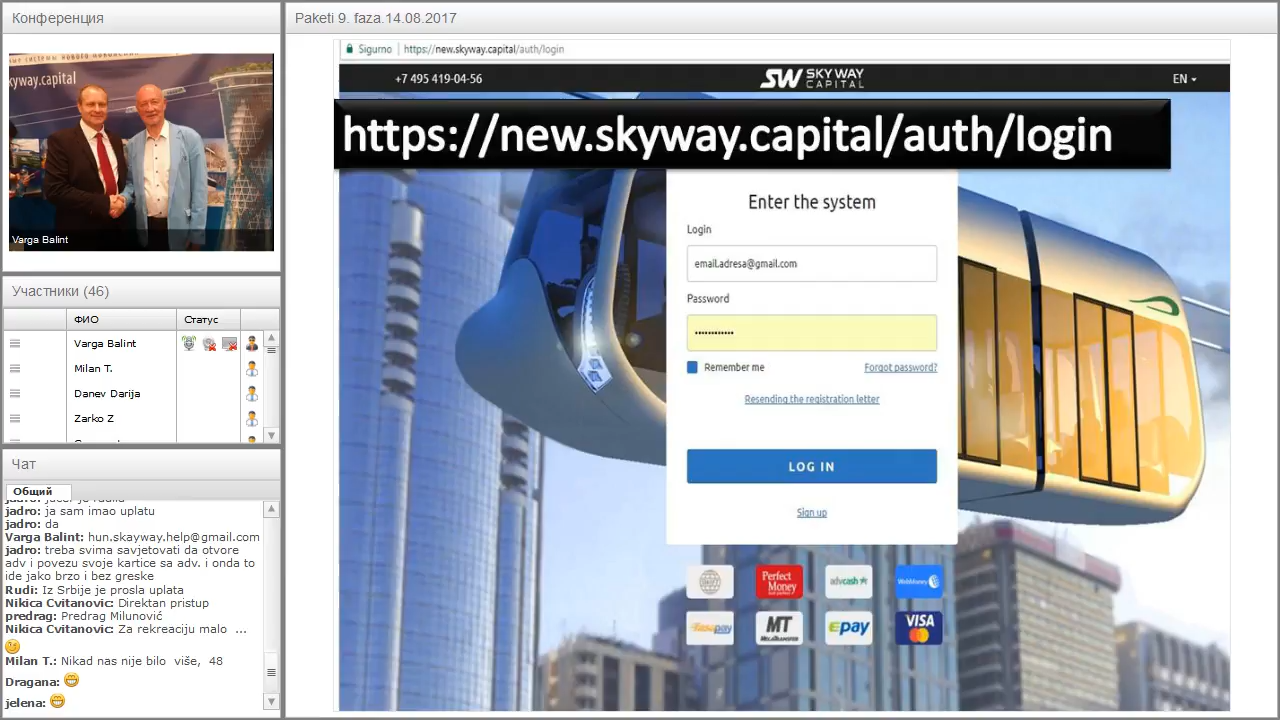 Конференция
skyway.capital
Varga Balint
Участники (46)
ФИО
Статус
Varga Balint
Milan T.
Danev Darija
Zarko Z
Чат
Общий
jadro: ja sam imao uplatu
jadro: da
Varga Balint: hun.skayway.help@gmail.com
jadro: treba svima savjetovati da otvore
adv i povezu svoje kartice sa adv. i onda to
ide jako brzo i bez greske
Rudi: Iz Srbije je prosla uplata
Nikica Cvitanovic: Direktan pristup
predrag: Predrag Milunović
Nikica Cvitanovic: Za rekreaciju malo ...
Milan T.: Nikad nas nije bilo više, 48
Dragana:
jelena:
Paketi 9. faza.14.08.2017
Sigurno
https://new.skyway.capital/auth/login
+7 495 419-04-56
SW SKY WAY
CAPITAL
EN
https://new.skyway.capital/auth/login
Enter the system
Login
email.adresa@gmail.com
Password
Remember me
Forgot password?
Resending the registration letter
LOG IN
Sign up
Perfect
Money
advcash
WebMoney
Fasapay
MT
epay
VISA